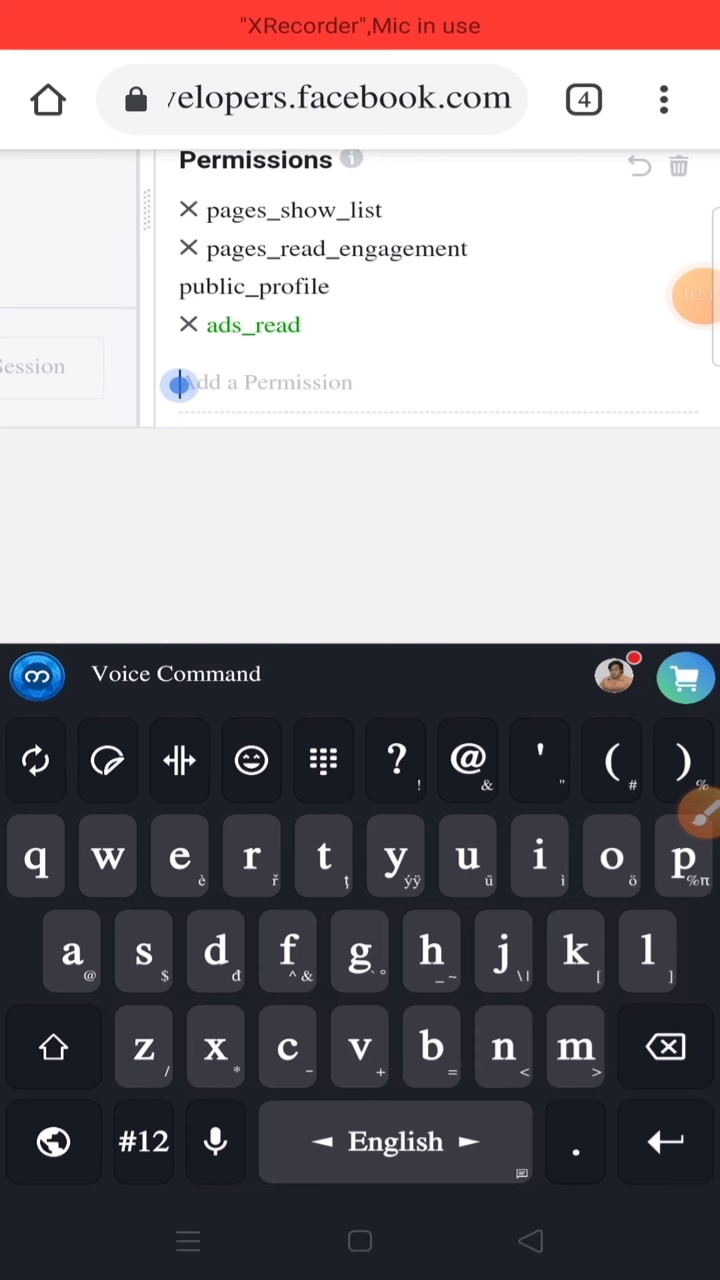 "XRecorder",Mic in use
velopers.facebook.com
4
Permissions
pages_show_list
pages_read_engagement
public_profile
ads_read
Session
Add a Permission
Voice Command
? ! @ & ' " ( # ) %
q w e è r ř t ţ y ýÿ u ū i ì o ö p %π
a @ s $ d đ f ^ & g ` ° h _ ~ j \ | k [ l ]
z / x * c - v + b = n < m >
#12 ◄ English ► .